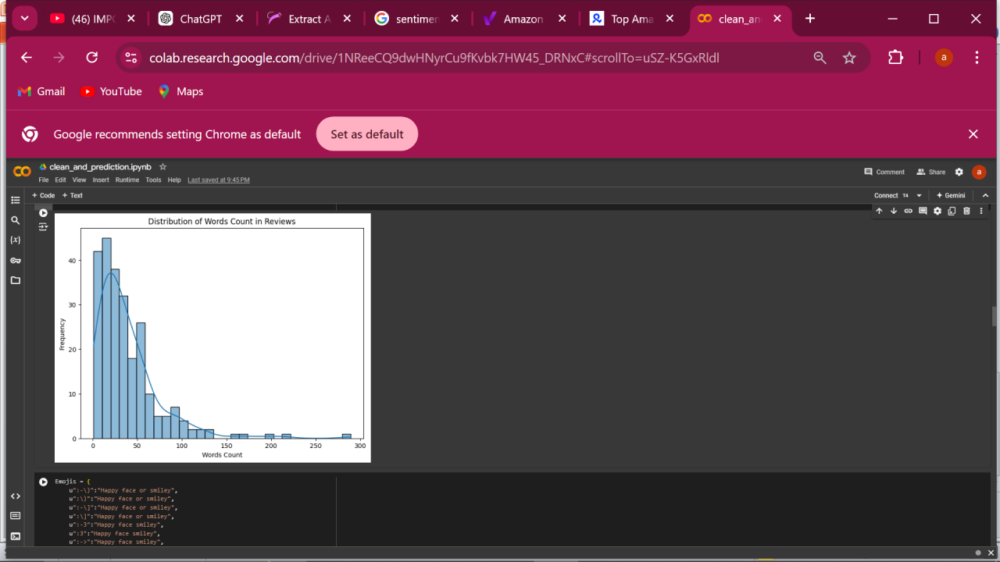 (46) IMPC
ChatGPT
Extract A
sentimen
Amazon
Top Ama
clean_an
colab.research.google.com/drive/1NReeCQ9dwHNyrCu9fKvbk7HW45_DRNxC#scrollTo=uSZ-K5GxRldl
a
Gmail
YouTube
Maps
Google recommends setting Chrome as default
Set as default
clean_and_prediction.ipynb
Comment
Share
a
File Edit View Insert Runtime Tools Help Last saved at 9:45 PM
+ Code + Text
Connect T4
Gemini
Distribution of Words Count in Reviews
40
30
20
10
0
Frequency
0 50 100 150 200 250 300
Words Count
Emojis = {
u":-\)":"Happy face or smiley",
u":\)":"Happy face or smiley",
u":-\]":"Happy face or smiley",
u":\]":"Happy face or smiley",
u":-3":"Happy face smiley",
u":3":"Happy face smiley",
u":->":"Happy face smiley",